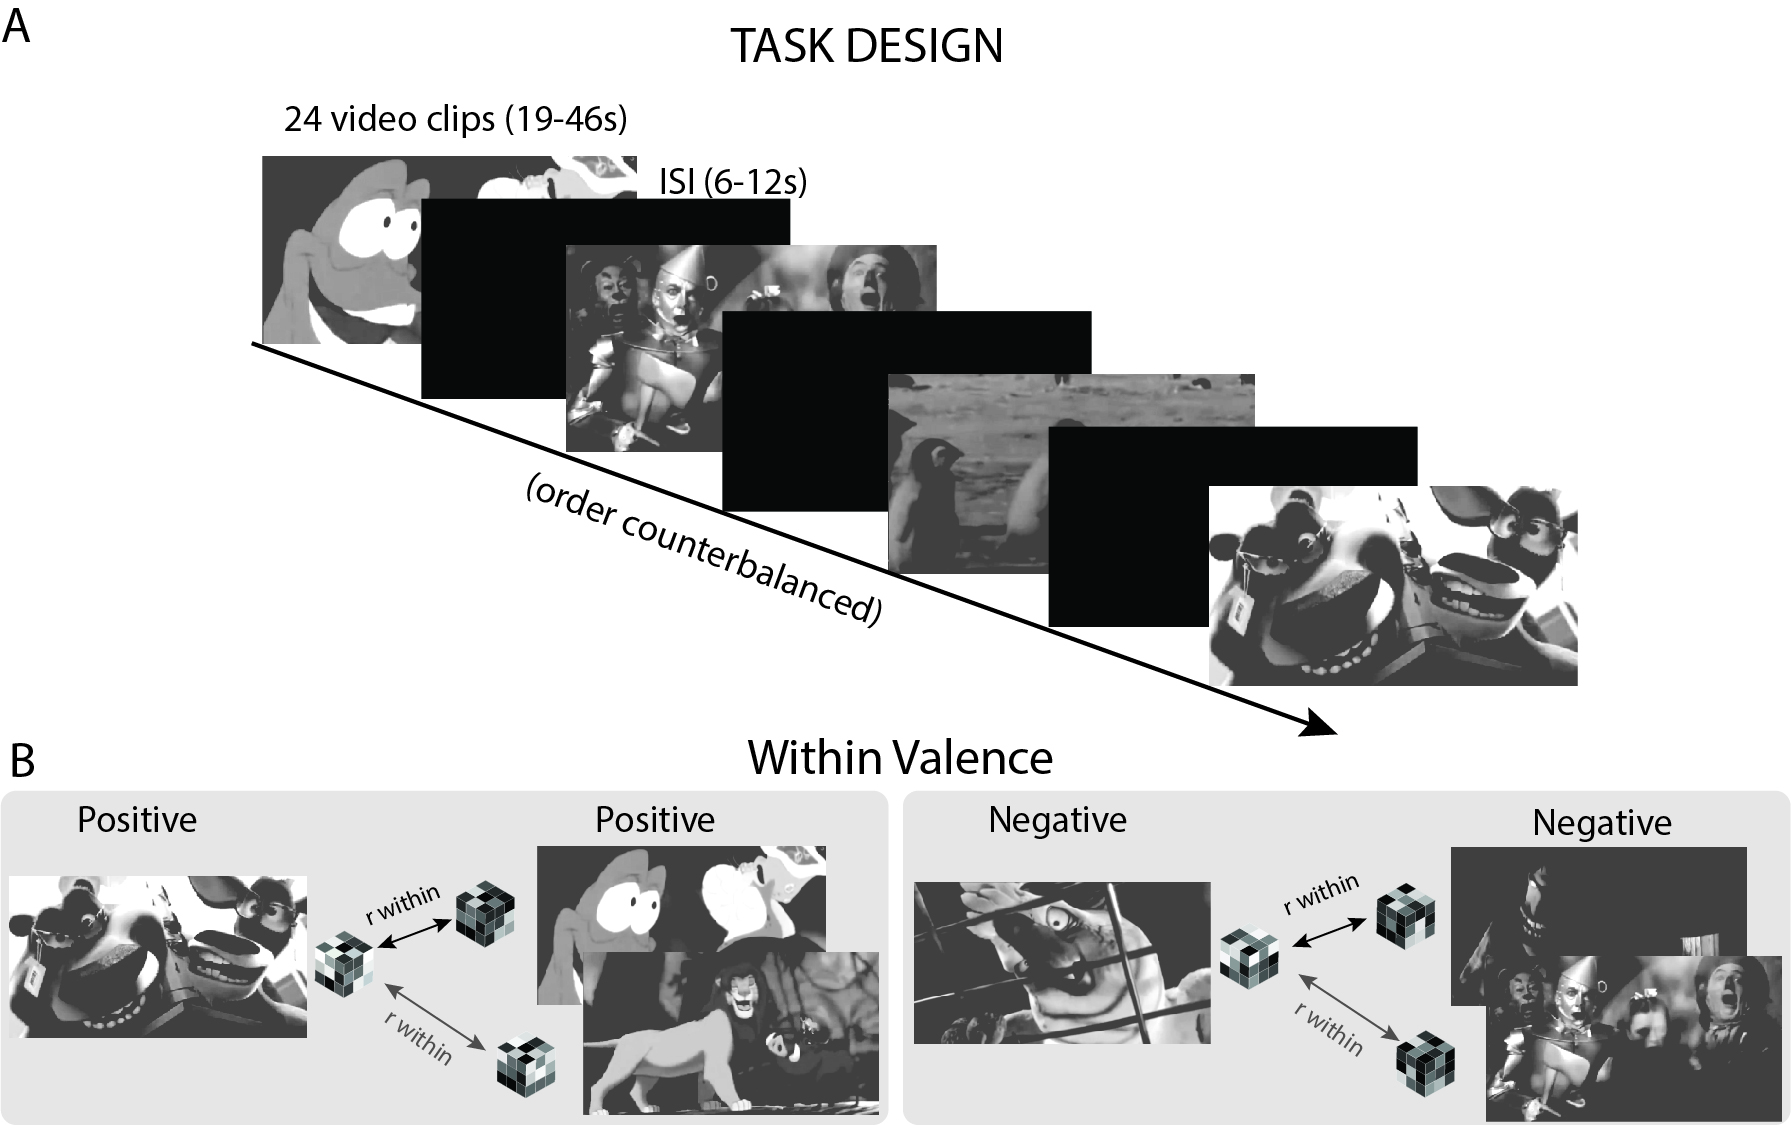 A
TASK DESIGN
24 video clips (19-46s)
ISI (6-12s)
(order counterbalanced)
B
Within Valence
Positive
Positive
r within
r within
Negative
Negative
r within
r within